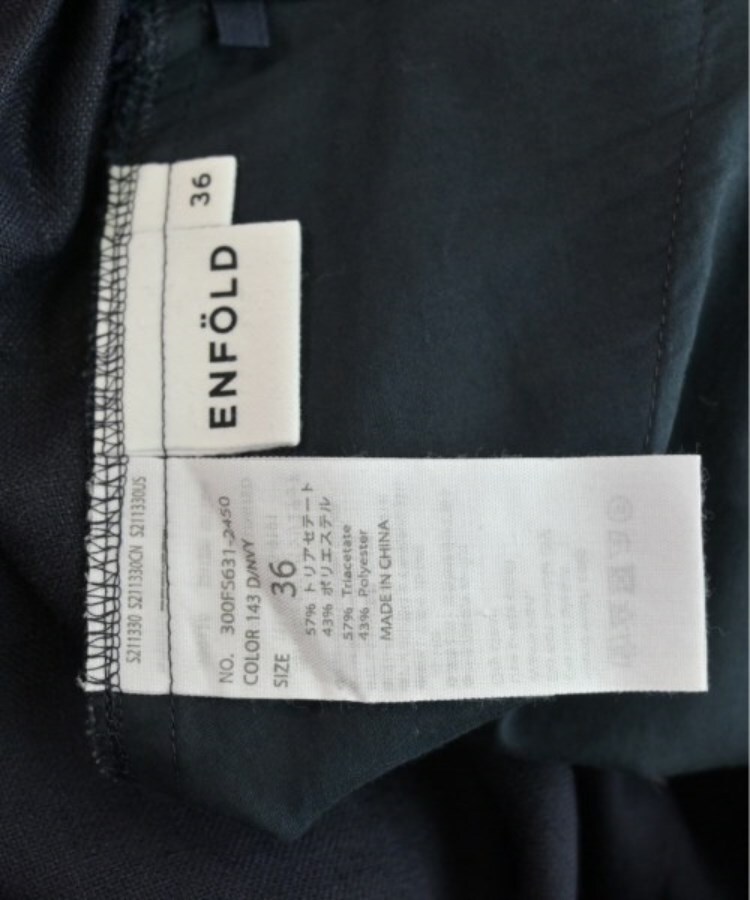 36
ENFÖLD
S211330 S211330CN S211330US
NO. 300FS631-2450
COLOR 143 D/NVY
SIZE 36
57% トリアセテート
43% ポリエステル
57% Triacetate
43% Polyester
MADE IN CHINA